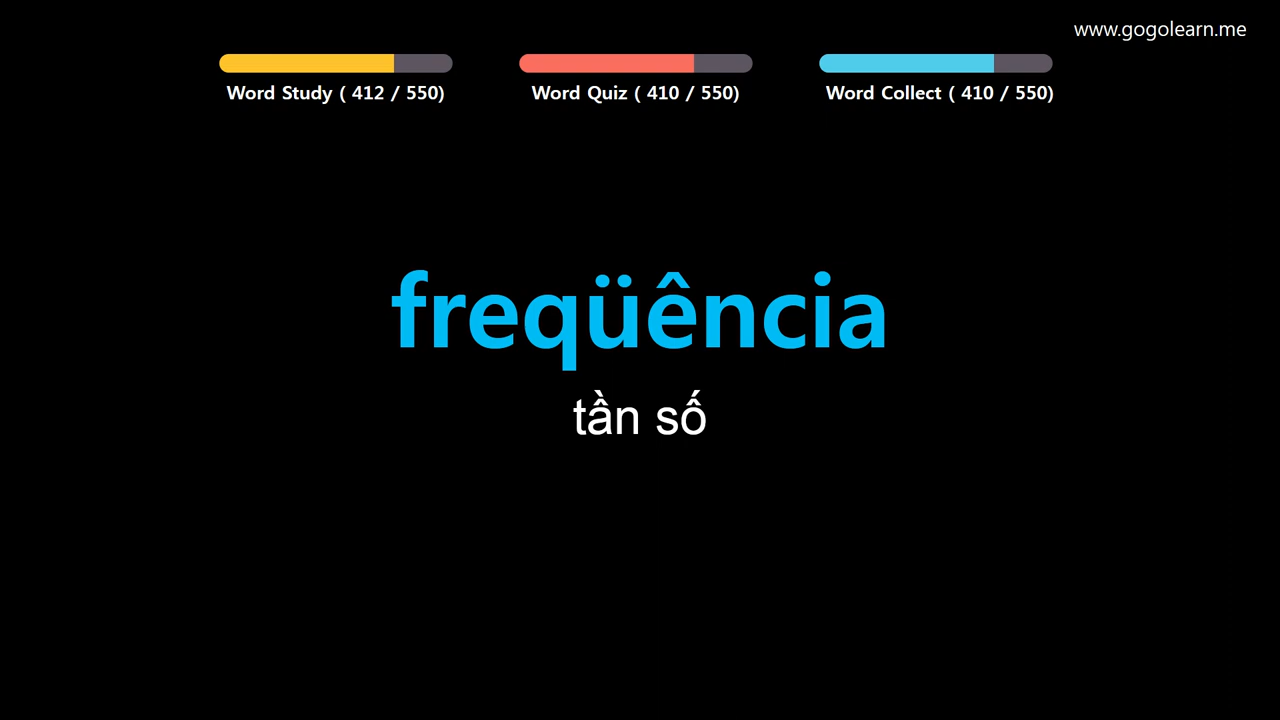 www.gogolearn.me
Word Study ( 412 / 550)
Word Quiz ( 410 / 550)
Word Collect ( 410 / 550)
freqüência
tần số